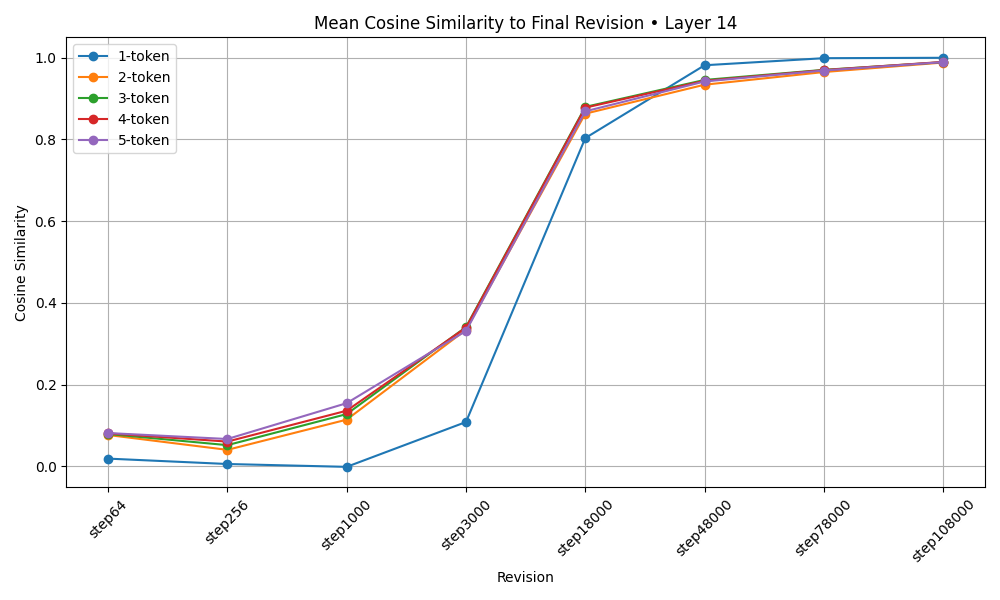 Mean Cosine Similarity to Final Revision • Layer 14
1-token
2-token
3-token
4-token
5-token
Cosine Similarity
1.0
0.8
0.6
0.4
0.2
0.0
step64
step256
step1000
step3000
step18000
step48000
step78000
step108000
Revision